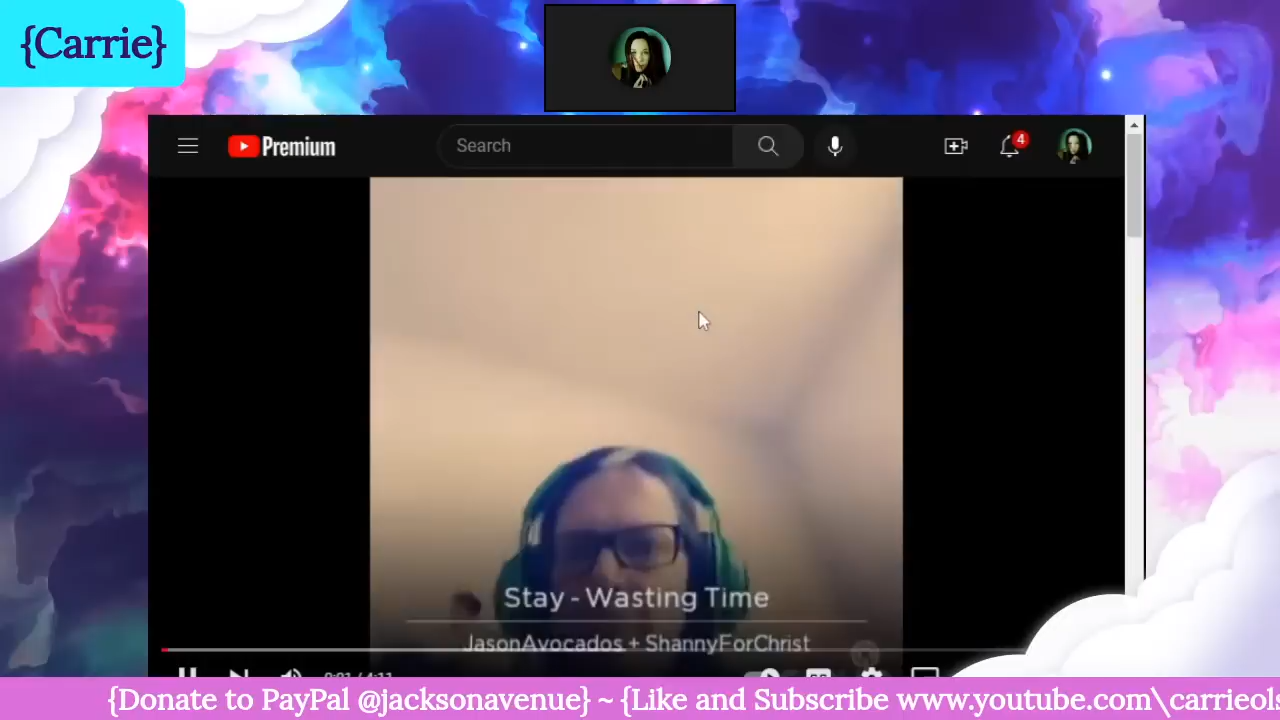 {Carrie}
Premium
Search
4
Stay - Wasting Time
JasonAvocados + ShannyForChrist
{Donate to PayPal @jacksonavenue} ~ {Like and Subscribe www.youtube.com\carrieols